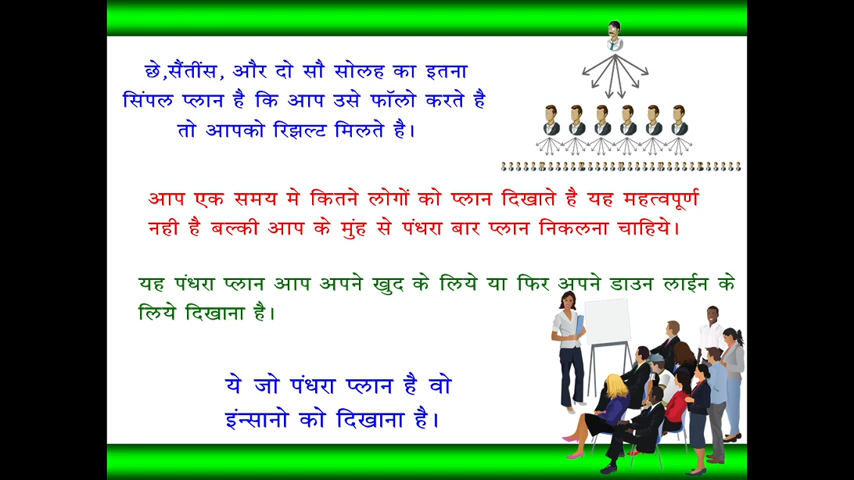 छे,सैंतींस, और दो सौ सोलह का इतना
सिंपल प्लान है कि आप उसे फॉलो करते है
तो आपको रिझल्ट मिलते है।
आप एक समय मे कितने लोगों को प्लान दिखाते है यह महत्वपूर्ण
नही है बल्की आप के मुंह से पंधरा बार प्लान निकलना चाहिये।
यह पंधरा प्लान आप अपने खुद के लिये या फिर अपने डाउन लाईन के
लिये दिखाना है।
ये जो पंधरा प्लान है वो
इंन्सानो को दिखाना है।